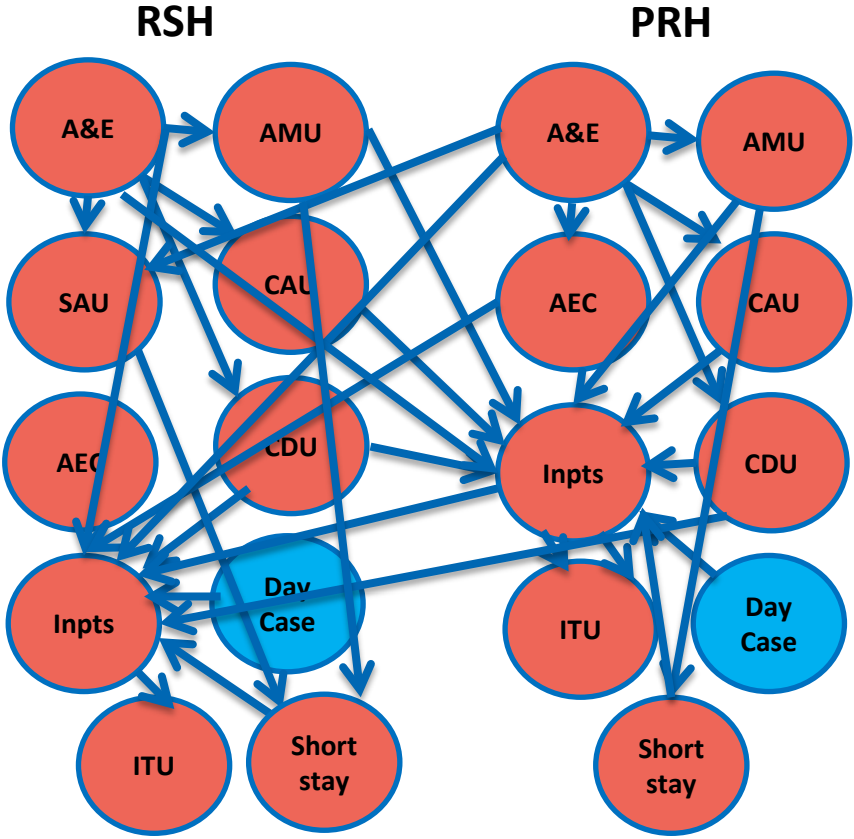 RSH
PRH
A&E
AMU
A&E
AMU
SAU
CAU
AEC
CAU
AEC
CDU
Inpts
CDU
Inpts
Day
Case
ITU
Day
Case
ITU
Short
stay
Short
stay